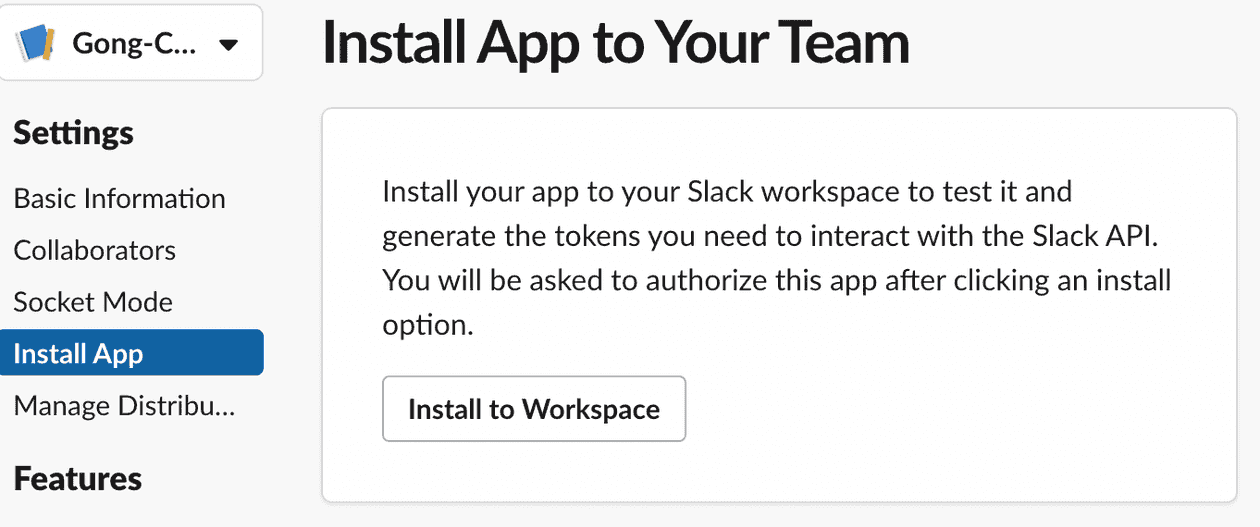 Gong-C...
Install App to Your Team
Settings
Basic Information
Collaborators
Socket Mode
Install App
Manage Distribu...
Features
Install your app to your Slack workspace to test it and
generate the tokens you need to interact with the Slack API.
You will be asked to authorize this app after clicking an install
option.
Install to Workspace